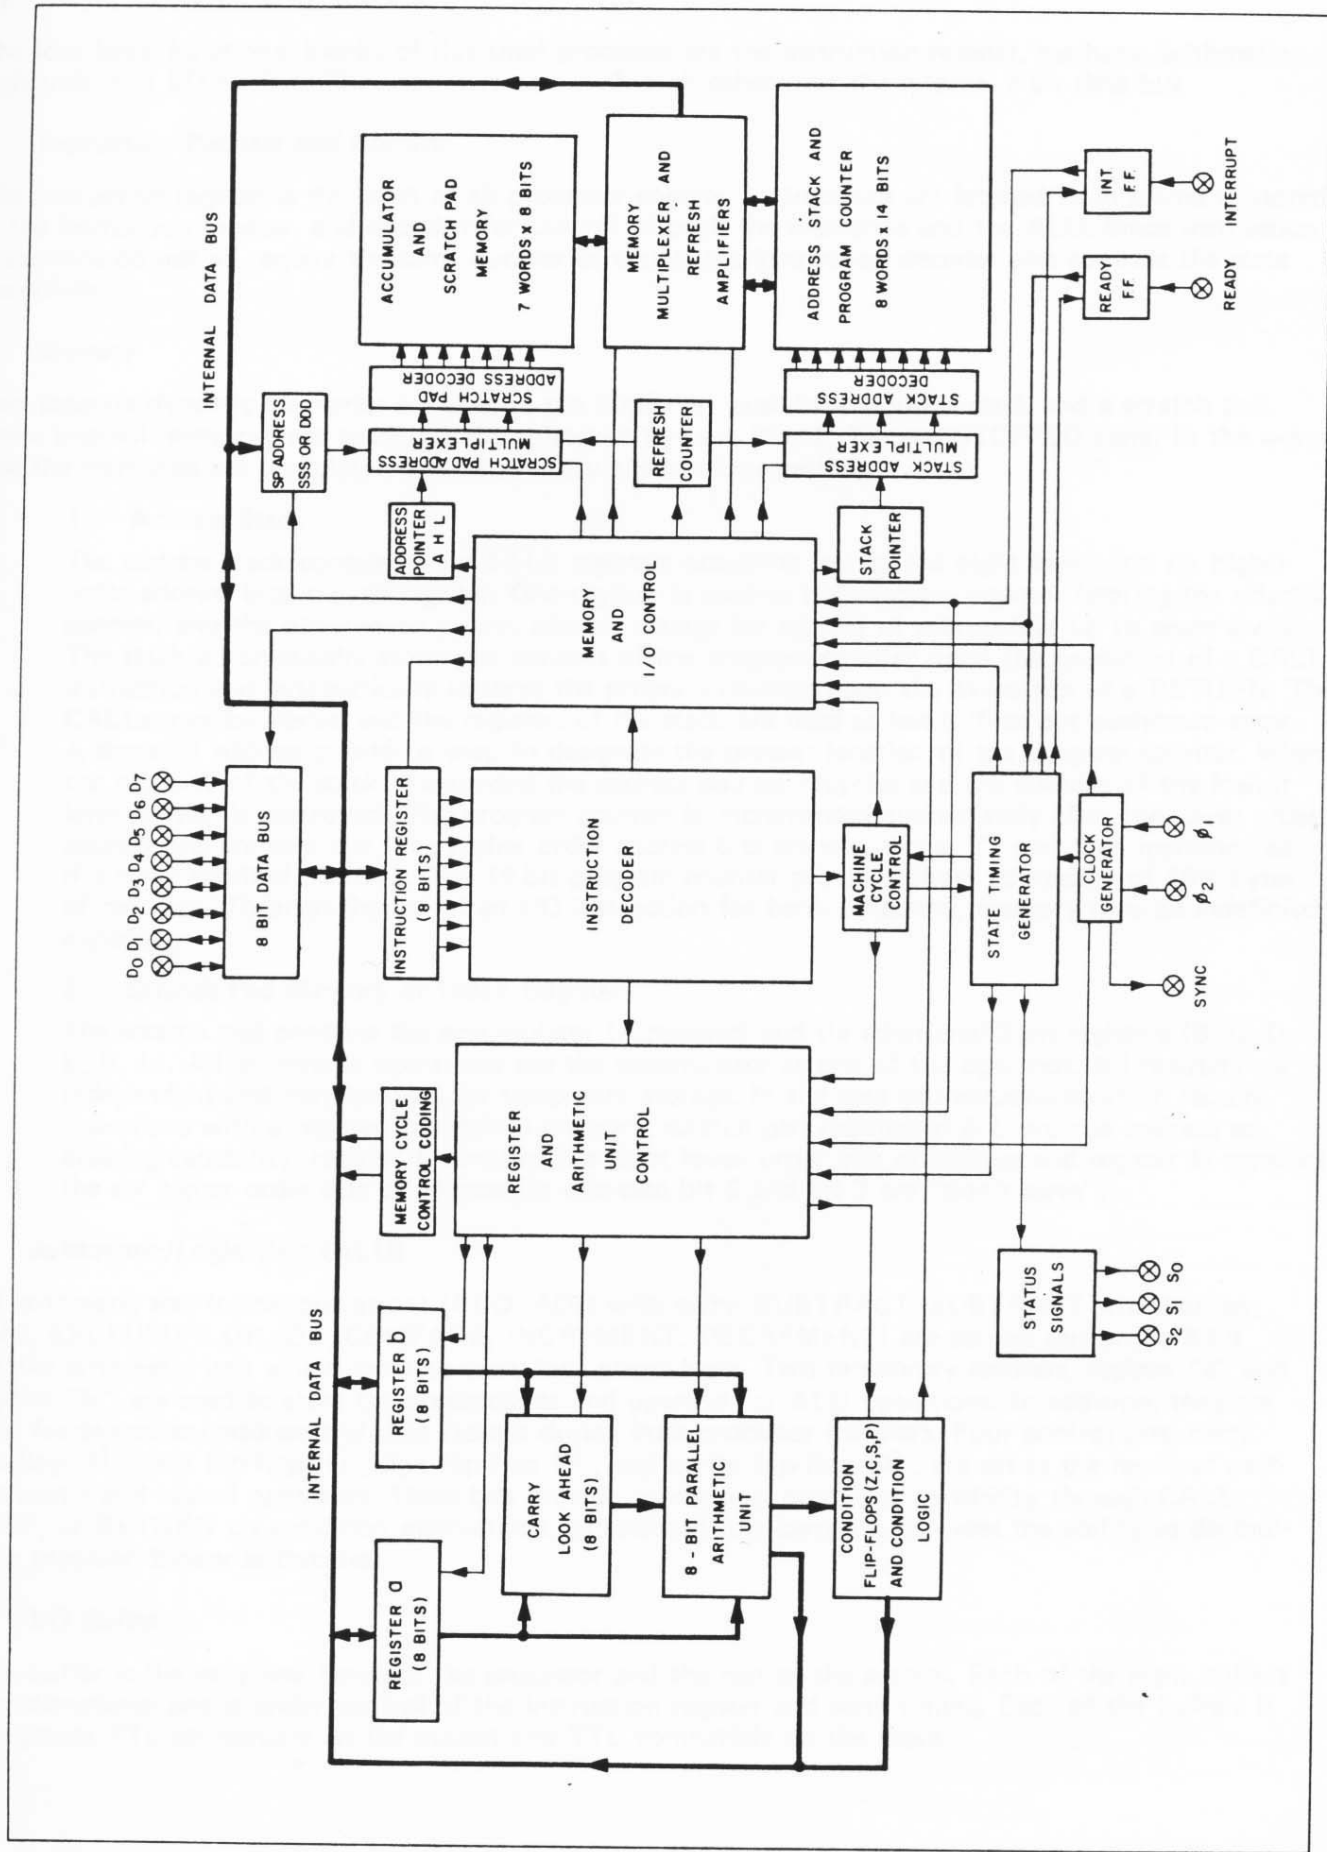 D0 D1 D2 D3 D4 D5 D6 D7
8 BIT DATA BUS
INTERNAL DATA BUS
INTERNAL DATA BUS
REGISTER a
(8 BITS)
REGISTER b
(8 BITS)
MEMORY CYCLE
CONTROL CODING
INSTRUCTION REGISTER
(8 BITS)
ADDRESS
POINTER
A H L
SP ADDRESS
SSS OR DDD
SCRATCH PAD ADDRESS
MULTIPLEXER
SCRATCH PAD
ADDRESS DECODER
ACCUMULATOR
AND
SCRATCH PAD
MEMORY
7 WORDS x 8 BITS
CARRY
LOOK AHEAD
(8 BITS)
REGISTER
AND
ARITHMETIC
UNIT
CONTROL
INSTRUCTION
DECODER
MEMORY
AND
I/O CONTROL
REFRESH
COUNTER
MEMORY
MULTIPLEXER AND
REFRESH
AMPLIFIERS
8 - BIT PARALLEL
ARITHMETIC
UNIT
STACK
POINTER
STACK ADDRESS
MULTIPLEXER
STACK ADDRESS
DECODER
ADDRESS STACK AND
PROGRAM COUNTER
8 WORDS x 14 BITS
CONDITION
FLIP-FLOPS (Z,C,S,P)
AND CONDITION
LOGIC
MACHINE
CYCLE
CONTROL
STATUS
SIGNALS
S2 S1 S0
STATE TIMING
GENERATOR
CLOCK
GENERATOR
SYNC
ϕ2 ϕ1
READY
FF
READY
INT
F.F.
INTERRUPT